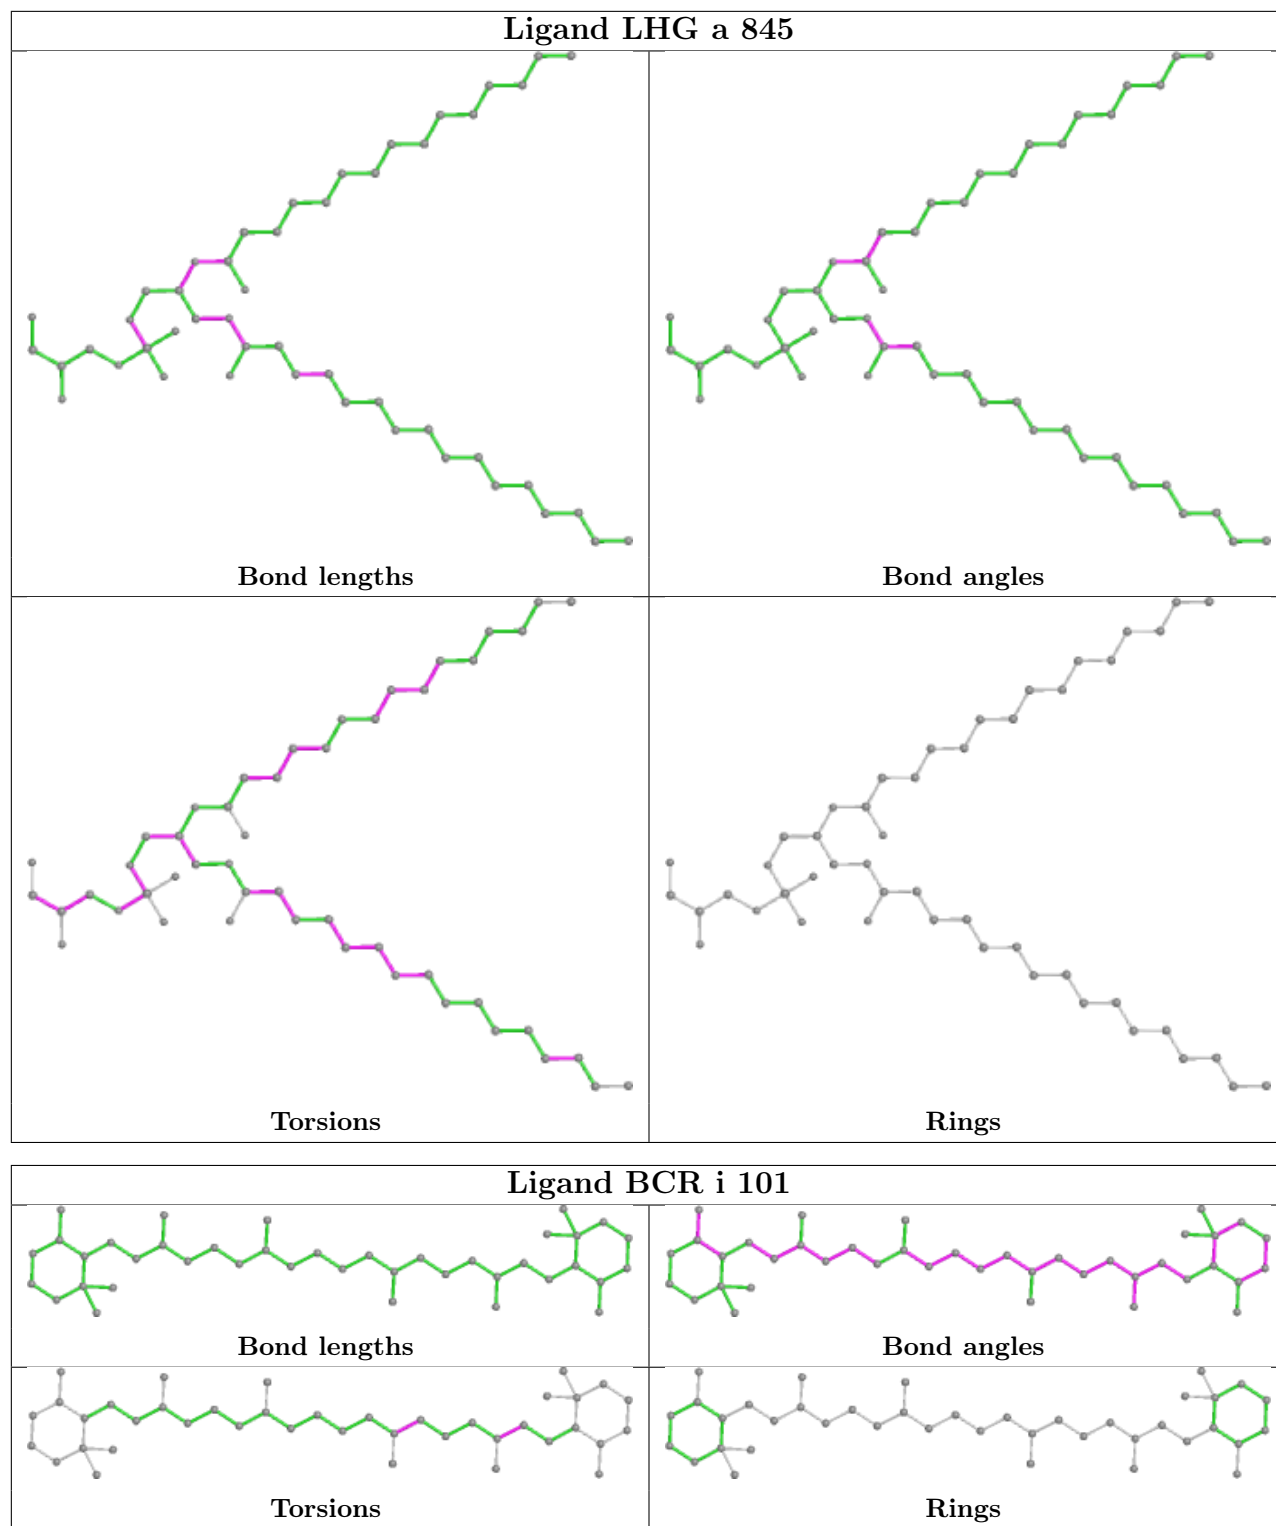 Ligand LHG a 845
Bond lengths
Bond angles
Torsions
Rings
Ligand BCR i 101
Bond lengths
Bond angles
Torsions
Rings